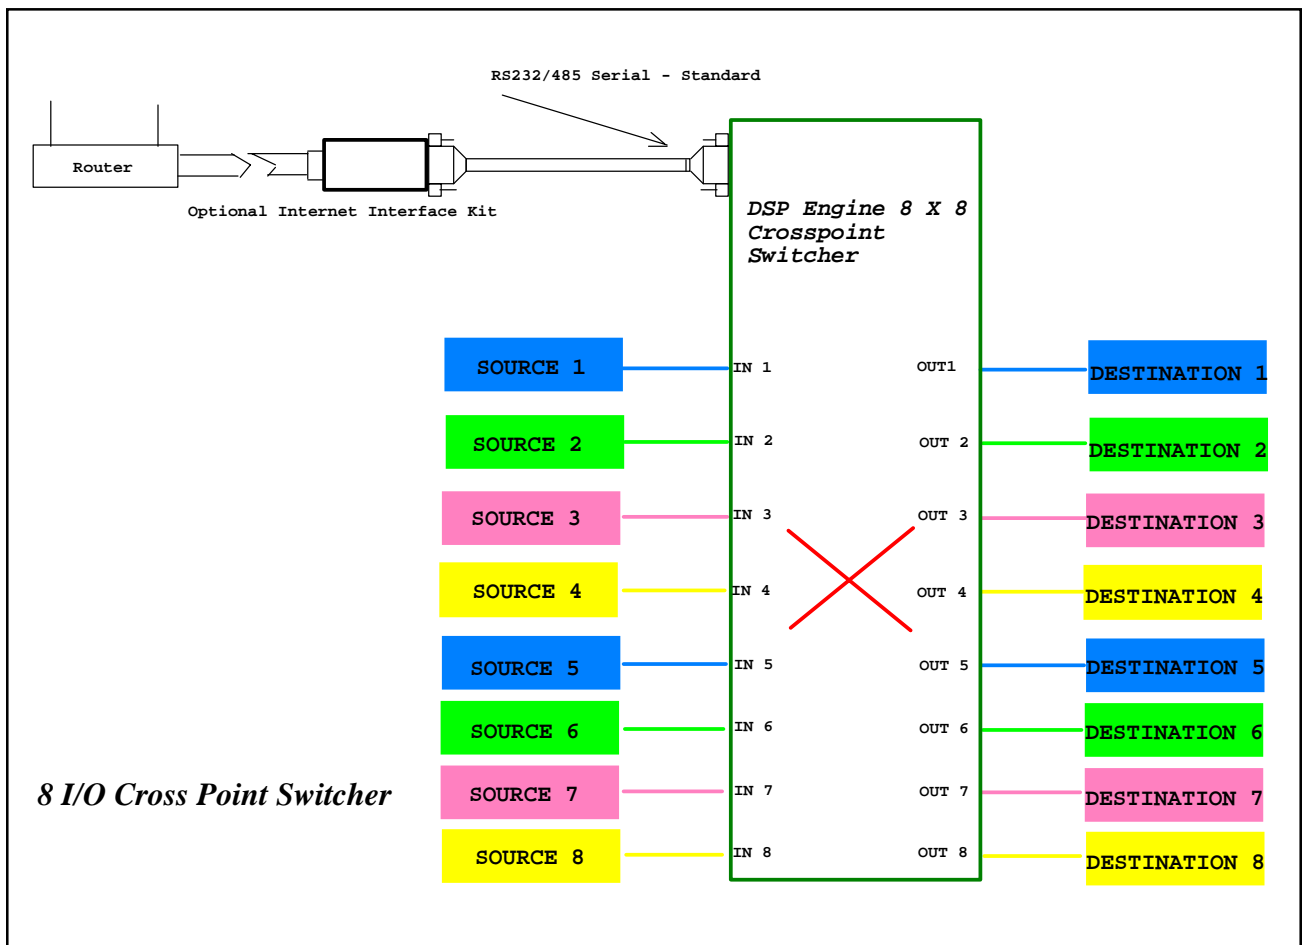 RS232/485 Serial - Standard
Router
Optional Internet Interface Kit
DSP Engine 8 X 8
Crosspoint
Switcher
SOURCE 1
IN 1
OUT1
DESTINATION 1
SOURCE 2
IN 2
OUT 2
DESTINATION 2
SOURCE 3
IN 3
OUT 3
DESTINATION 3
SOURCE 4
IN 4
OUT 4
DESTINATION 4
SOURCE 5
IN 5
OUT 5
DESTINATION 5
SOURCE 6
IN 6
OUT 6
DESTINATION 6
8 I/O Cross Point Switcher
SOURCE 7
IN 7
OUT 7
DESTINATION 7
SOURCE 8
IN 8
OUT 8
DESTINATION 8